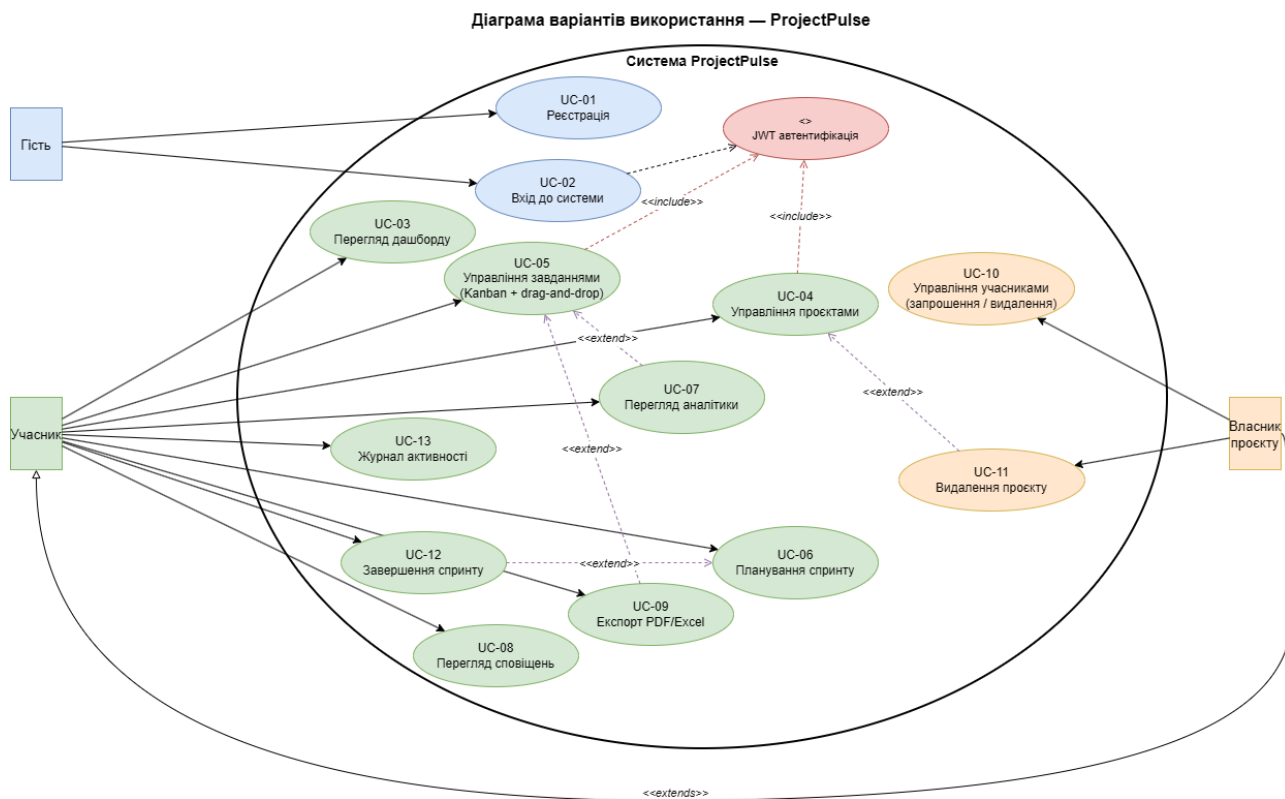 Діаграма варіантів використання — ProjectPulse
Система ProjectPulse
UC-01
Реєстрація
<>
JWT автентифікація
Гість
UC-02
Вхід до системи
<<include>>
<<include>>
UC-03
Перегляд дашборду
UC-05
Управління завданнями
(Kanban + drag-and-drop)
UC-10
Управління учасниками
(запрошення / видалення)
UC-04
Управління проєктами
<<extend>>
UC-07
Перегляд аналітики
<<extend>>
Учасник
UC-13
Журнал активності
<<extend>>
Власник
проєкту
UC-11
Видалення проєкту
UC-12
Завершення спринту
<<extend>>
UC-06
Планування спринту
UC-09
Експорт PDF/Excel
UC-08
Перегляд сповіщень
<<extends>>